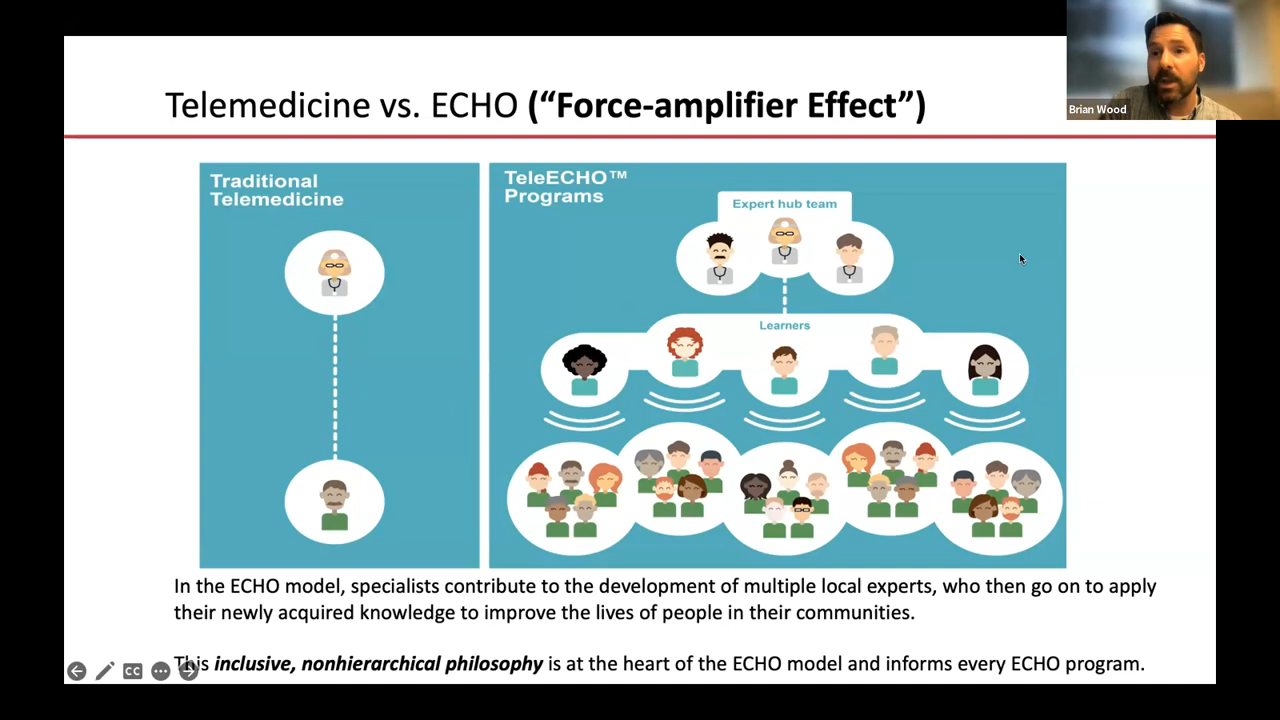 Telemedicine vs. ECHO (“Force-amplifier Effect”)
Brian Wood
Traditional
Telemedicine
TeleECHO™
Programs
Expert hub team
Learners
In the ECHO model, specialists contribute to the development of multiple local experts, who then go on to apply
their newly acquired knowledge to improve the lives of people in their communities.
This inclusive, nonhierarchical philosophy is at the heart of the ECHO model and informs every ECHO program.
CC